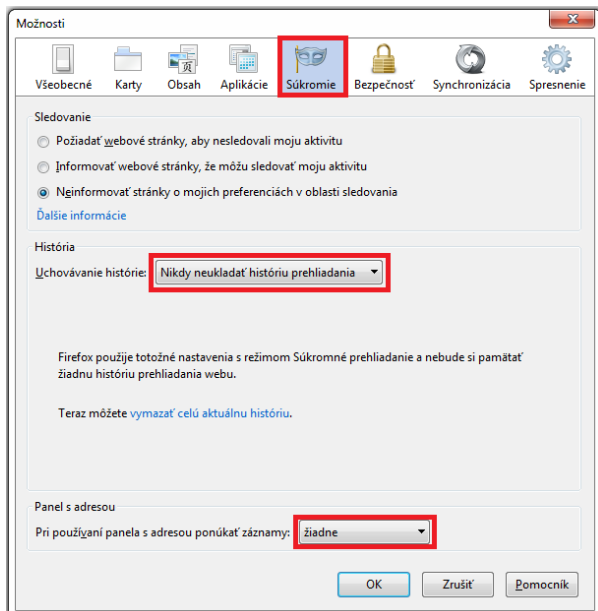 Možnosti
Všeobecné Karty Obsah Aplikácie Súkromie Bezpečnosť Synchronizácia Spresnenie
Sledovanie
Požiadať webové stránky, aby nesledovali moju aktivitu
Informovať webové stránky, že môžu sledovať moju aktivitu
Neinformovať stránky o mojich preferenciách v oblasti sledovania
Ďalšie informácie
História
Uchovávanie histórie: Nikdy neukladať históriu prehliadania
Firefox použije totožné nastavenia s režimom Súkromné prehliadanie a nebude si pamätať
žiadnu históriu prehliadania webu.
Teraz môžete vymazať celú aktuálnu históriu.
Panel s adresou
Pri používaní panela s adresou ponúkať záznamy: žiadne
OK Zrušiť Pomocník